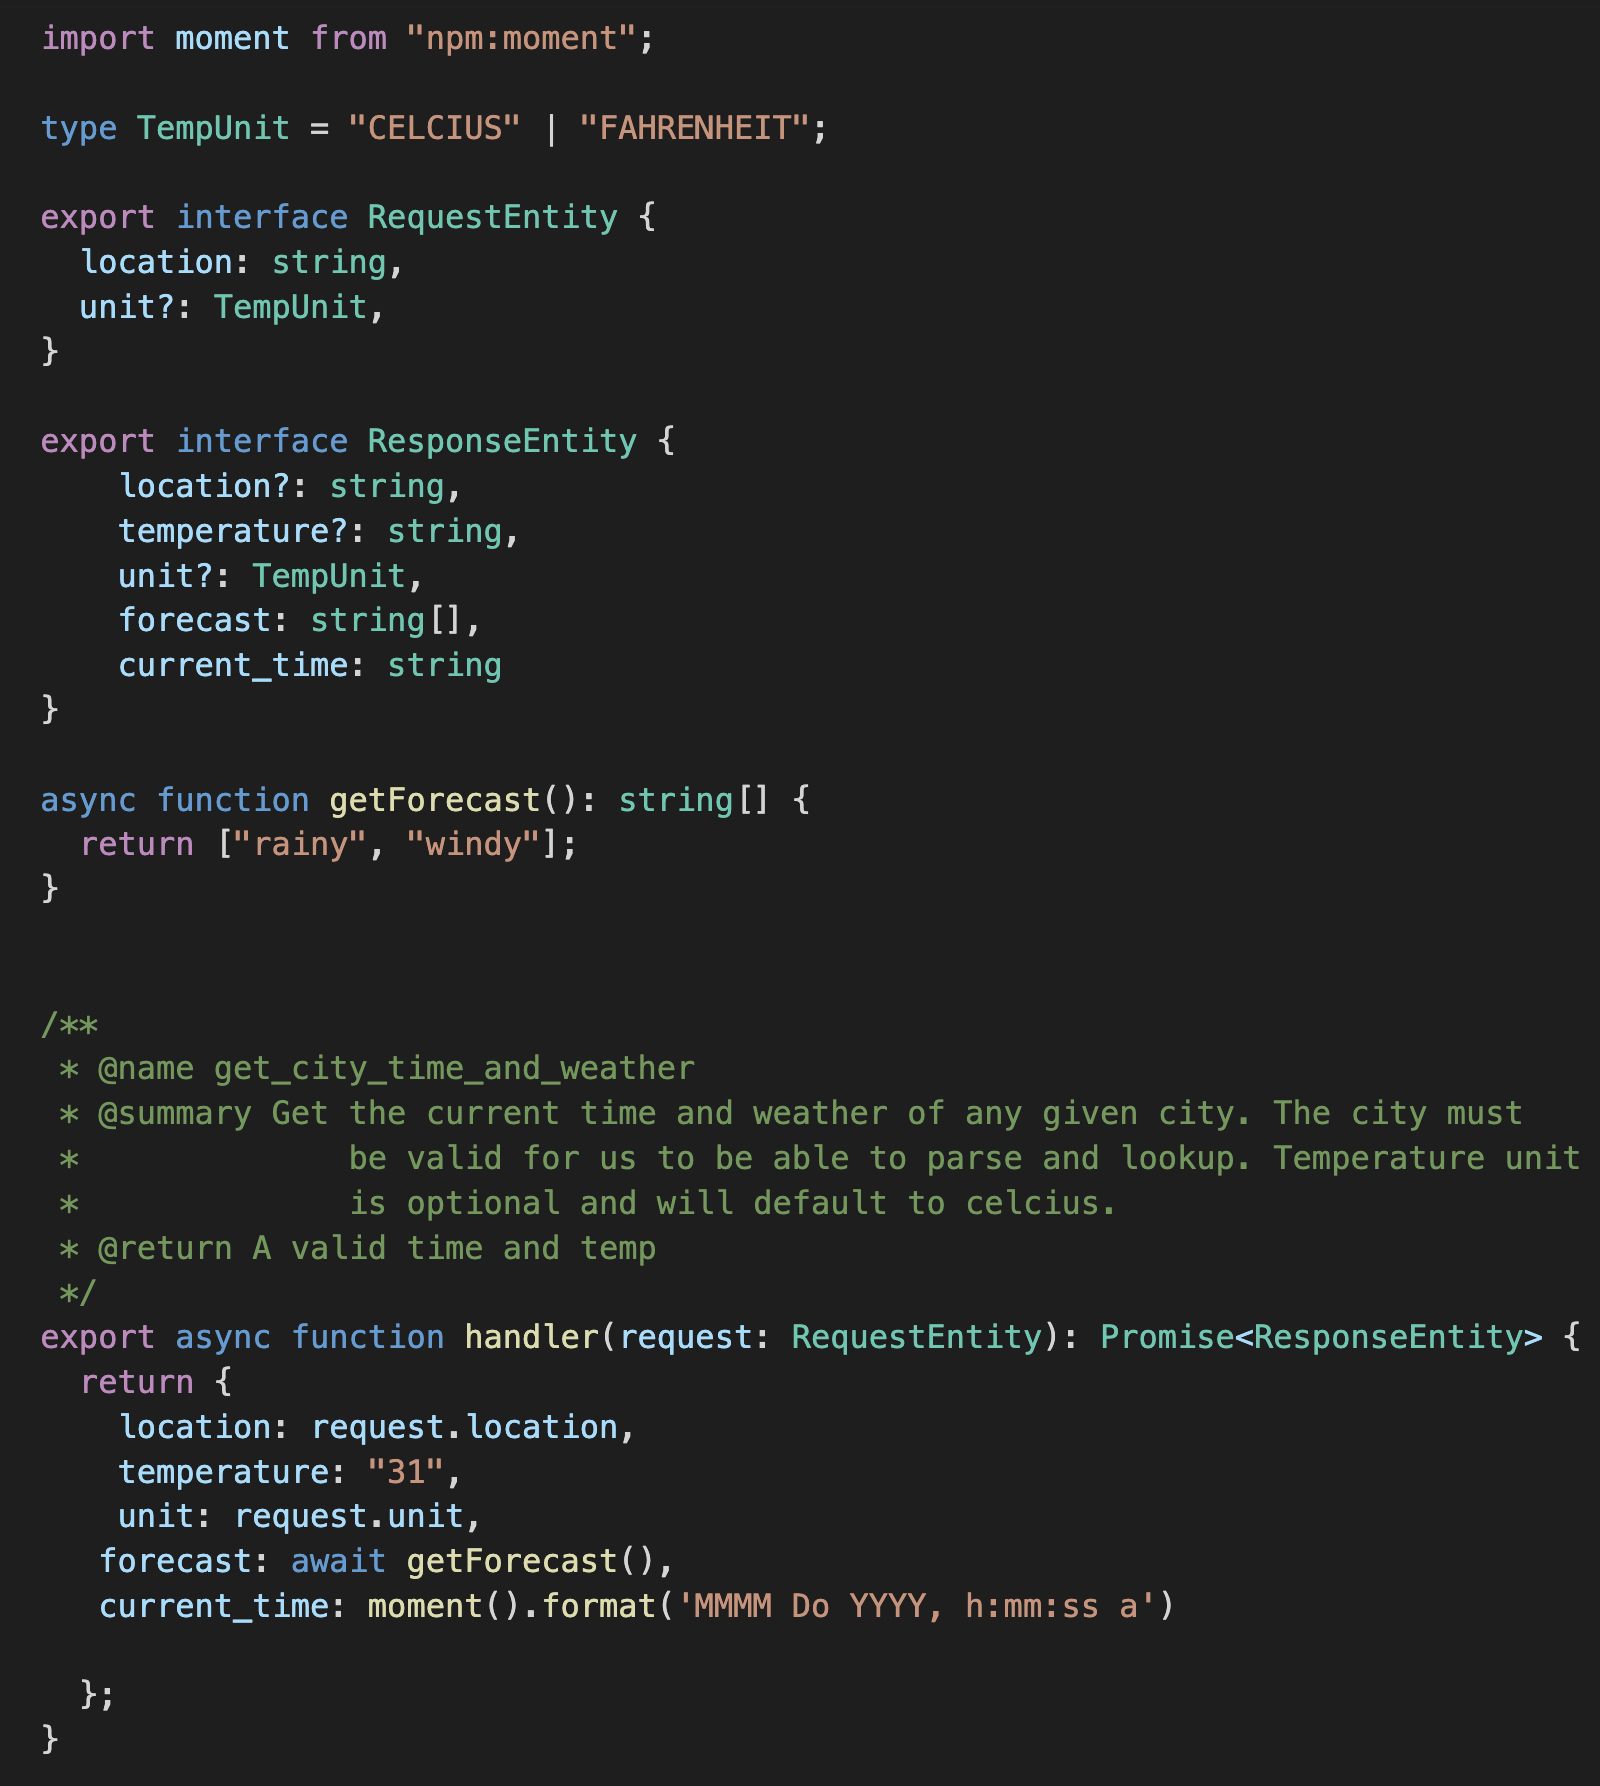 import moment from "npm:moment";

type TempUnit = "CELCIUS" | "FAHRENHEIT";

export interface RequestEntity {
  location: string,
  unit?: TempUnit,
}

export interface ResponseEntity {
    location?: string,
    temperature?: string,
    unit?: TempUnit,
    forecast: string[],
    current_time: string
}

async function getForecast(): string[] {
  return ["rainy", "windy"];
}


/**
 * @name get_city_time_and_weather
 * @summary Get the current time and weather of any given city. The city must
 *              be valid for us to be able to parse and lookup. Temperature unit
 *              is optional and will default to celcius.
 * @return A valid time and temp
 */
export async function handler(request: RequestEntity): Promise<ResponseEntity> {
  return {
    location: request.location,
    temperature: "31",
    unit: request.unit,
   forecast: await getForecast(),
   current_time: moment().format('MMMM Do YYYY, h:mm:ss a')

  };
}